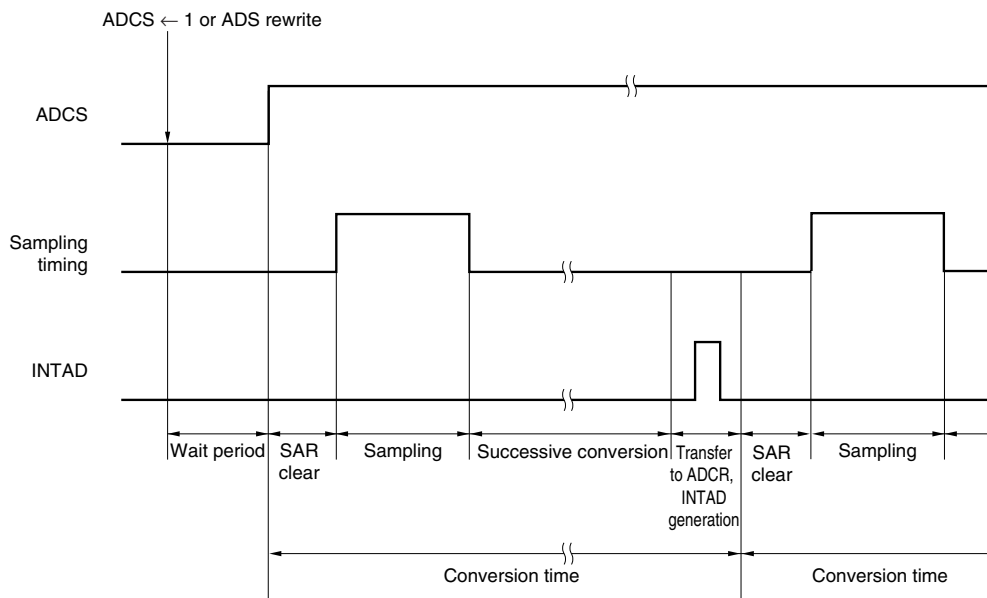 ADCS ← 1 or ADS rewrite
ADCS
Sampling
timing
INTAD
Wait period
SAR
clear
Sampling
Successive conversion
Transfer
to ADCR,
INTAD
generation
SAR
clear
Sampling
Conversion time
Conversion time